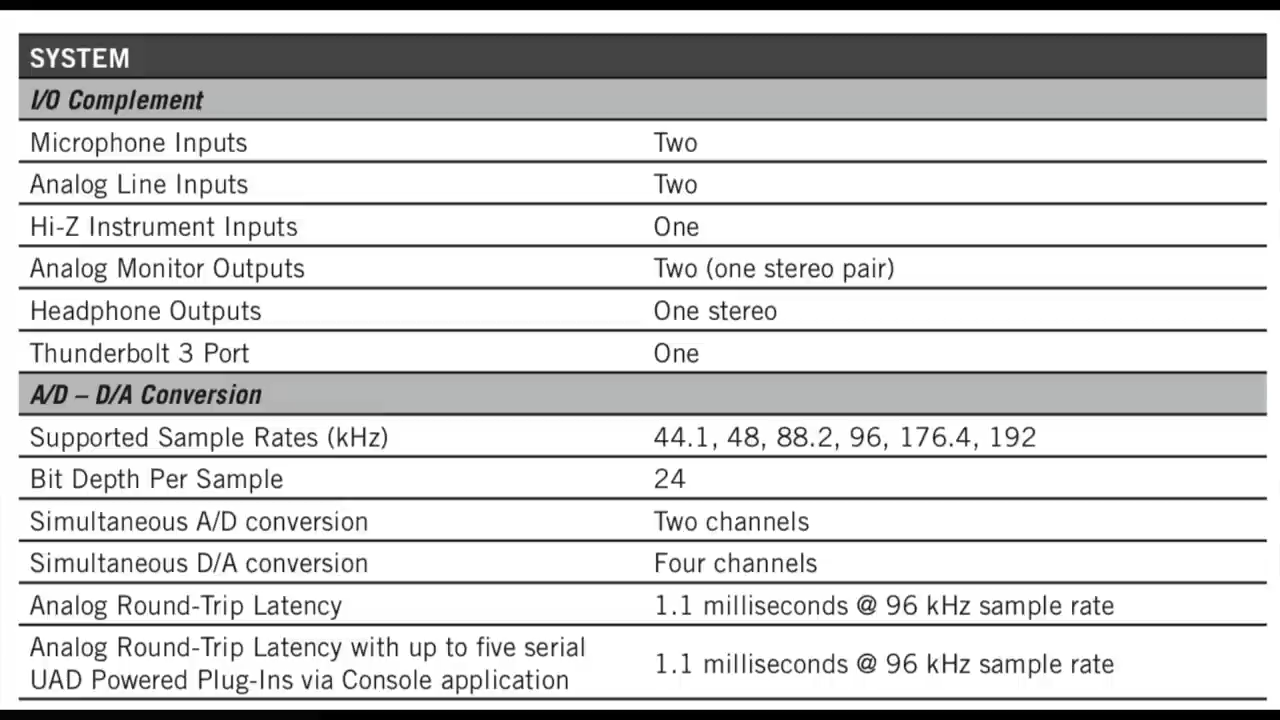 SYSTEM
I/O Complement
Microphone Inputs Two
Analog Line Inputs Two
Hi-Z Instrument Inputs One
Analog Monitor Outputs Two (one stereo pair)
Headphone Outputs One stereo
Thunderbolt 3 Port One
A/D – D/A Conversion
Supported Sample Rates (kHz) 44.1, 48, 88.2, 96, 176.4, 192
Bit Depth Per Sample 24
Simultaneous A/D conversion Two channels
Simultaneous D/A conversion Four channels
Analog Round-Trip Latency 1.1 milliseconds @ 96 kHz sample rate
Analog Round-Trip Latency with up to five serial
UAD Powered Plug-Ins via Console application
1.1 milliseconds @ 96 kHz sample rate